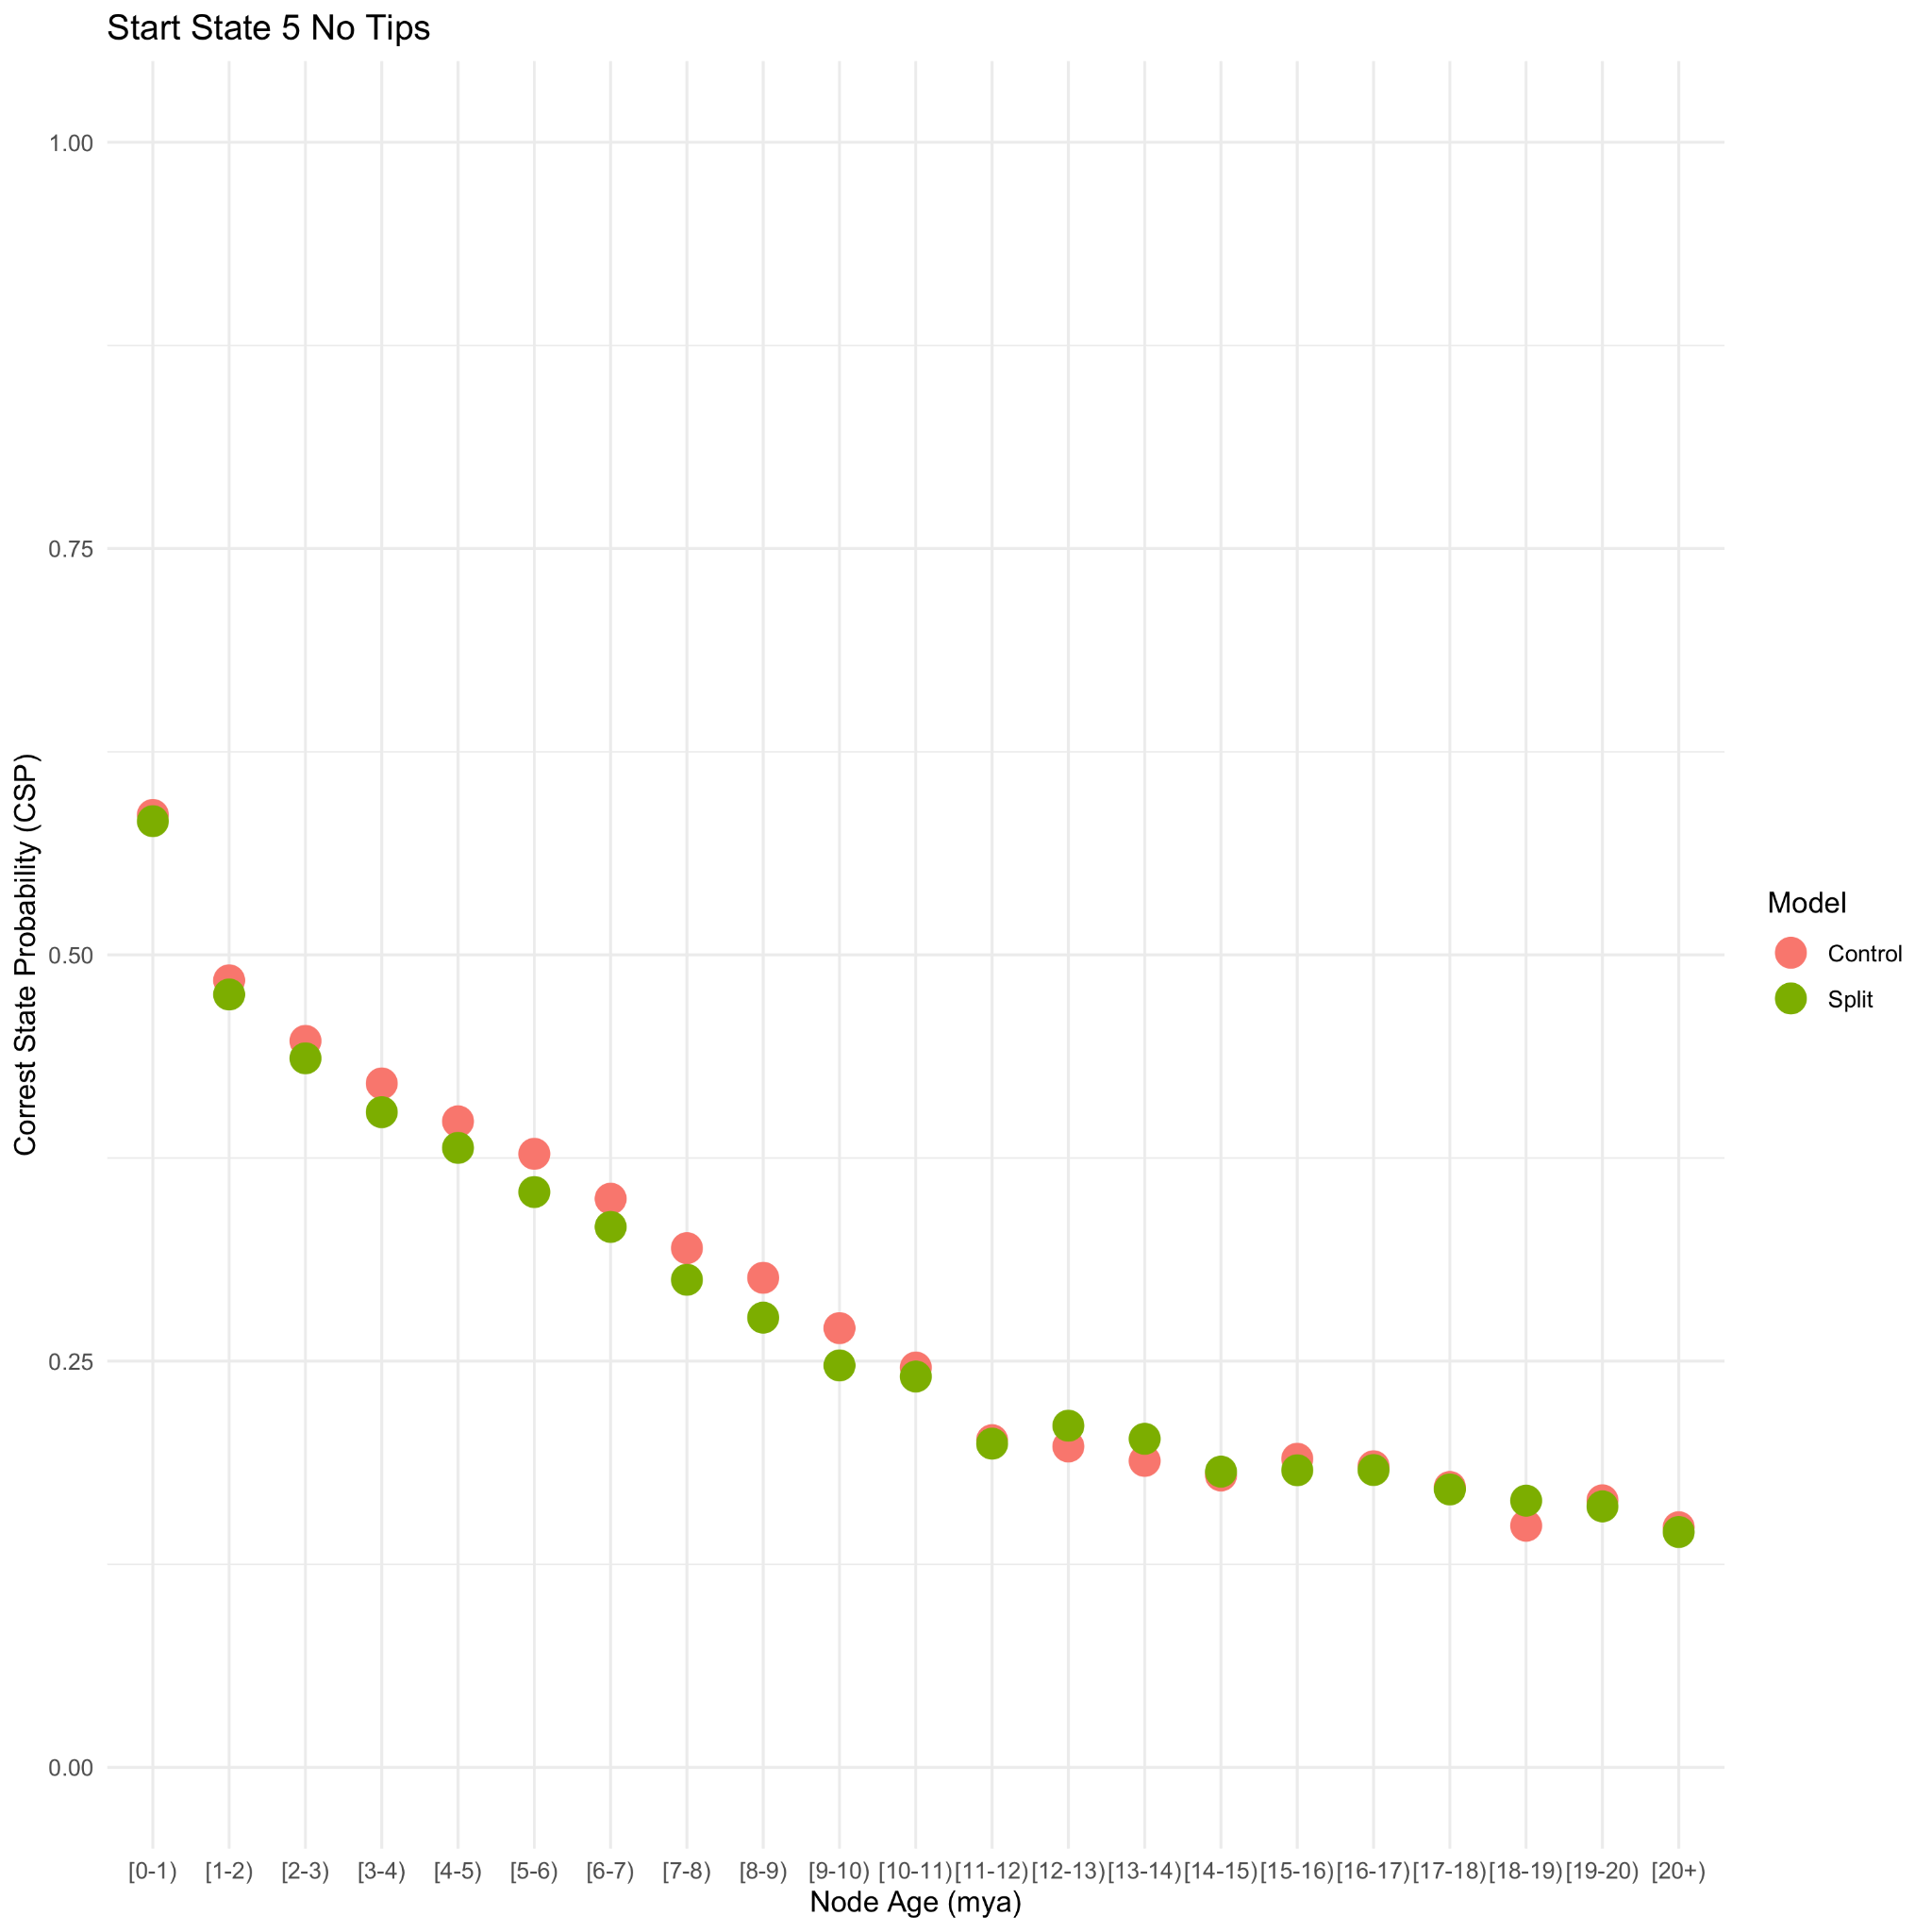 Start State 5 No Tips
1.00
0.75
0.50
0.25
0.00
Correst State Probability (CSP)
[0-1) [1-2) [2-3) [3-4) [4-5) [5-6) [6-7) [7-8) [8-9) [9-10) [10-11) [11-12) [12-13) [13-14) [14-15) [15-16) [16-17) [17-18) [18-19) [19-20) [20+)
Node Age (mya)
Model
Control
Split